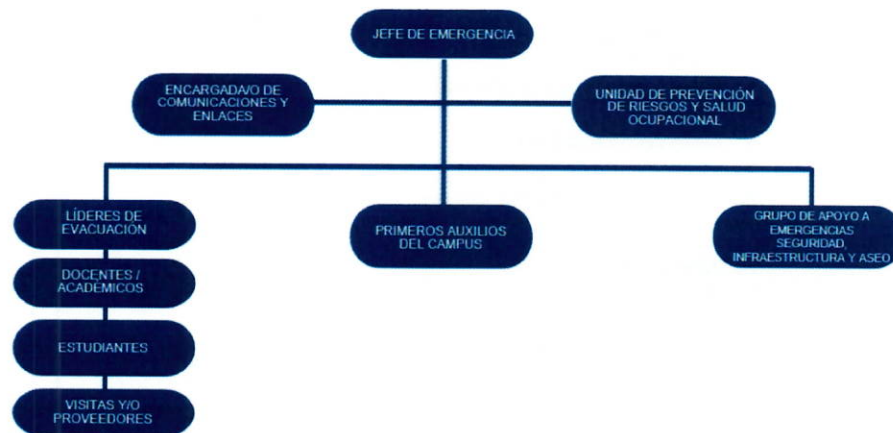 JEFE DE EMERGENCIA
ENCARGADA/O DE
COMUNICACIONES Y
ENLACES
UNIDAD DE PREVENCIÓN
DE RIESGOS Y SALUD
OCUPACIONAL
LÍDERES DE
EVACUACIÓN
PRIMEROS AUXILIOS
DEL CAMPUS
GRUPO DE APOYO A
EMERGENCIAS
SEGURIDAD,
INFRAESTRUCTURA Y ASEO
DOCENTES /
ACADÉMICOS
ESTUDIANTES
VISITAS Y/O
PROVEEDORES